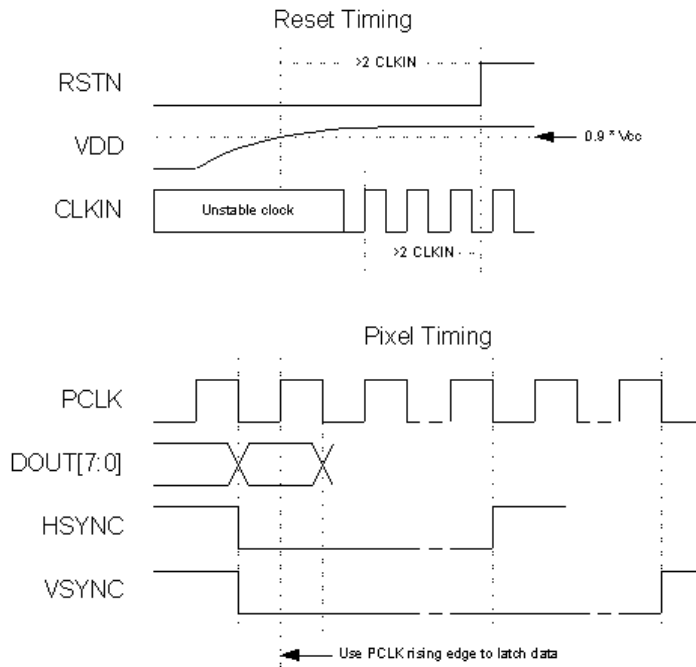 Reset Timing
>2 CLKIN
RSTN
VDD
0.9 * Vcc
CLKIN
Unstable clock
>2 CLKIN
Pixel Timing
PCLK
DOUT[7:0]
HSYNC
VSYNC
Use PCLK rising edge to latch data